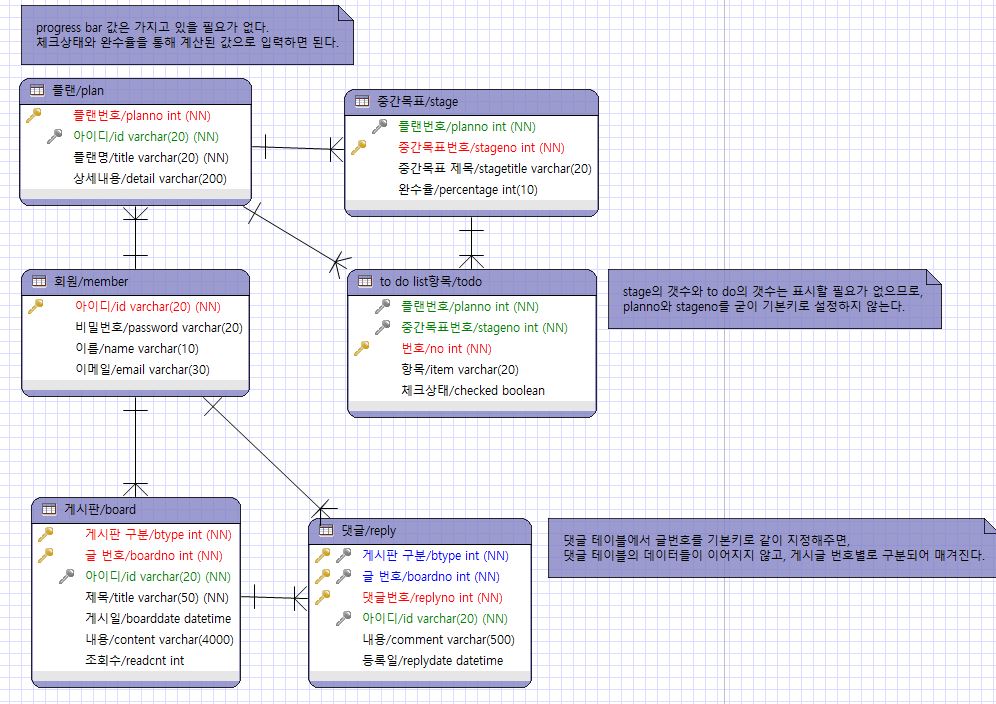 progress bar 값은 가지고 있을 필요가 없다.
체크상태와 완수율을 통해 계산된 값으로 입력하면 된다.
플랜/plan
플랜번호/planno int (NN)
아이디/id varchar(20) (NN)
플랜명/title varchar(20) (NN)
상세내용/detail varchar(200)
중간목표/stage
플랜번호/planno int (NN)
중간목표번호/stageno int (NN)
중간목표 제목/stagetitle varchar(20)
완수율/percentage int(10)
회원/member
아이디/id varchar(20) (NN)
비밀번호/password varchar(20)
이름/name varchar(10)
이메일/email varchar(30)
to do list항목/todo
플랜번호/planno int (NN)
중간목표번호/stageno int (NN)
번호/no int (NN)
항목/item varchar(20)
체크상태/checked boolean
stage의 갯수와 to do의 갯수는 표시할 필요가 없으므로,
planno와 stageno를 굳이 기본키로 설정하지 않는다.
게시판/board
게시판 구분/btype int (NN)
글 번호/boardno int (NN)
아이디/id varchar(20) (NN)
제목/title varchar(50) (NN)
게시일/boarddate datetime
내용/content varchar(4000)
조회수/readcnt int
댓글/reply
게시판 구분/btype int (NN)
글 번호/boardno int (NN)
댓글번호/replyno int (NN)
아이디/id varchar(20) (NN)
내용/comment varchar(500)
등록일/replydate datetime
댓글 테이블에서 글번호를 기본키로 같이 지정해주면,
댓글 테이블의 데이터들이 이어지지 않고, 게시글 번호별로 구분되어 매겨진다.